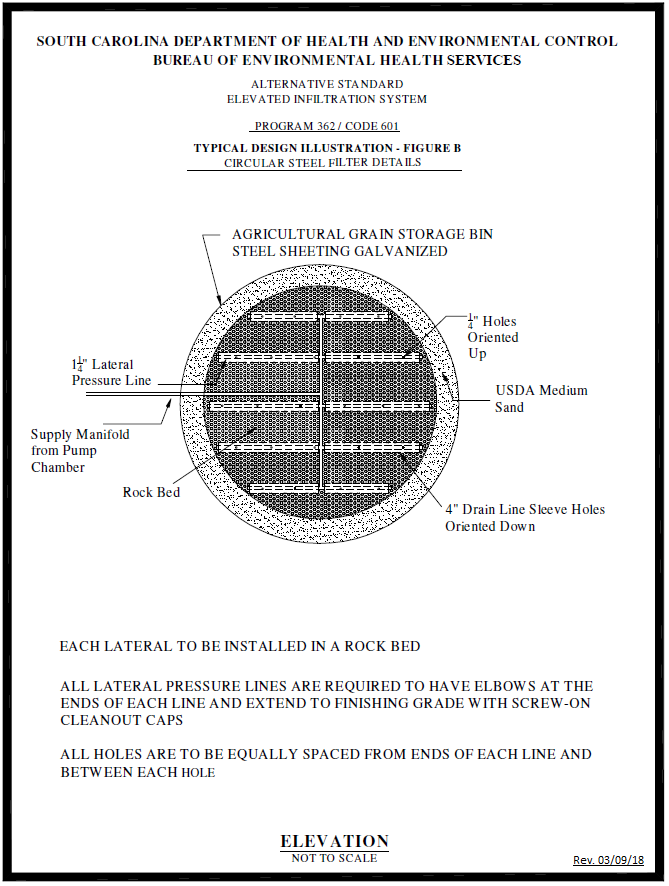 SOUTH CAROLINA DEPARTMENT OF HEALTH AND ENVIRONMENTAL CONTROL
BUREAU OF ENVIRONMENTAL HEALTH SERVICES
ALTERNATIVE STANDARD
ELEVATED INFILTRATION SYSTEM
PROGRAM 362 / CODE 601
TYPICAL DESIGN ILLUSTRATION - FIGURE B
CIRCULAR STEEL FILTER DETAILS
AGRICULTURAL GRAIN STORAGE BIN
STEEL SHEETING GALVANIZED
1/4" Holes
Oriented
Up
1 1/4" Lateral
Pressure Line
USDA Medium
Sand
Supply Manifold
from Pump
Chamber
Rock Bed
4" Drain Line Sleeve Holes
Oriented Down
EACH LATERAL TO BE INSTALLED IN A ROCK BED
ALL LATERAL PRESSURE LINES ARE REQUIRED TO HAVE ELBOWS AT THE
ENDS OF EACH LINE AND EXTEND TO FINISHING GRADE WITH SCREW-ON
CLEANOUT CAPS
ALL HOLES ARE TO BE EQUALLY SPACED FROM ENDS OF EACH LINE AND
BETWEEN EACH HOLE
ELEVATION
NOT TO SCALE
Rev. 03/09/18